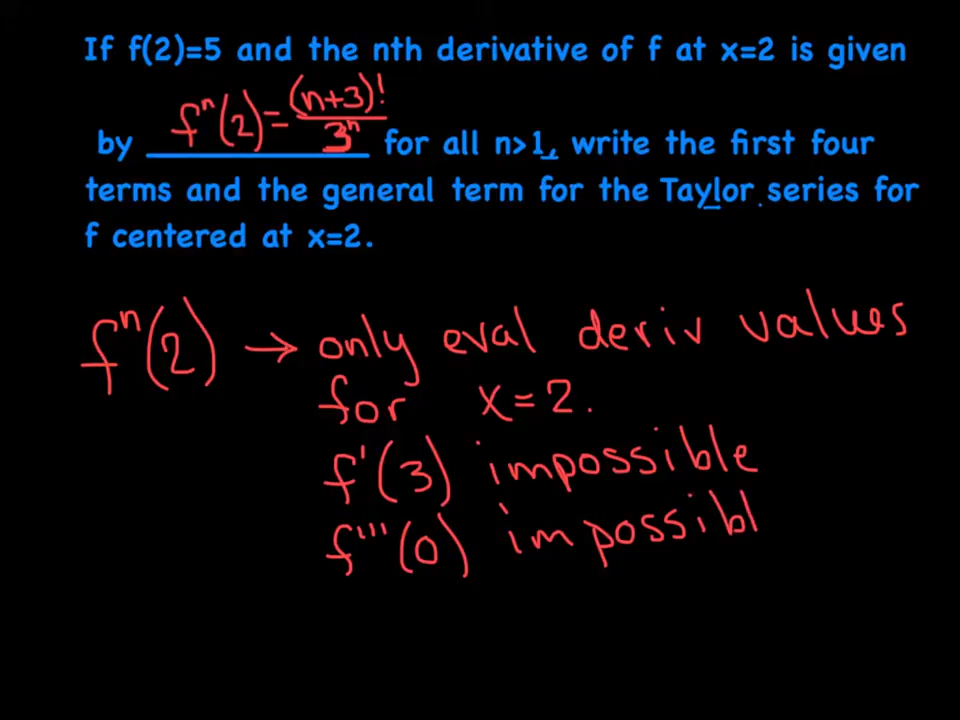 If f(2)=5 and the nth derivative of f at x=2 is given
by fⁿ(2)=(n+3)!/3ⁿ for all n>1, write the first four
terms and the general term for the Taylor series for
f centered at x=2.
fⁿ(2) → only eval deriv values
for x=2.
f'(3) impossible
f'''(0) impossibl